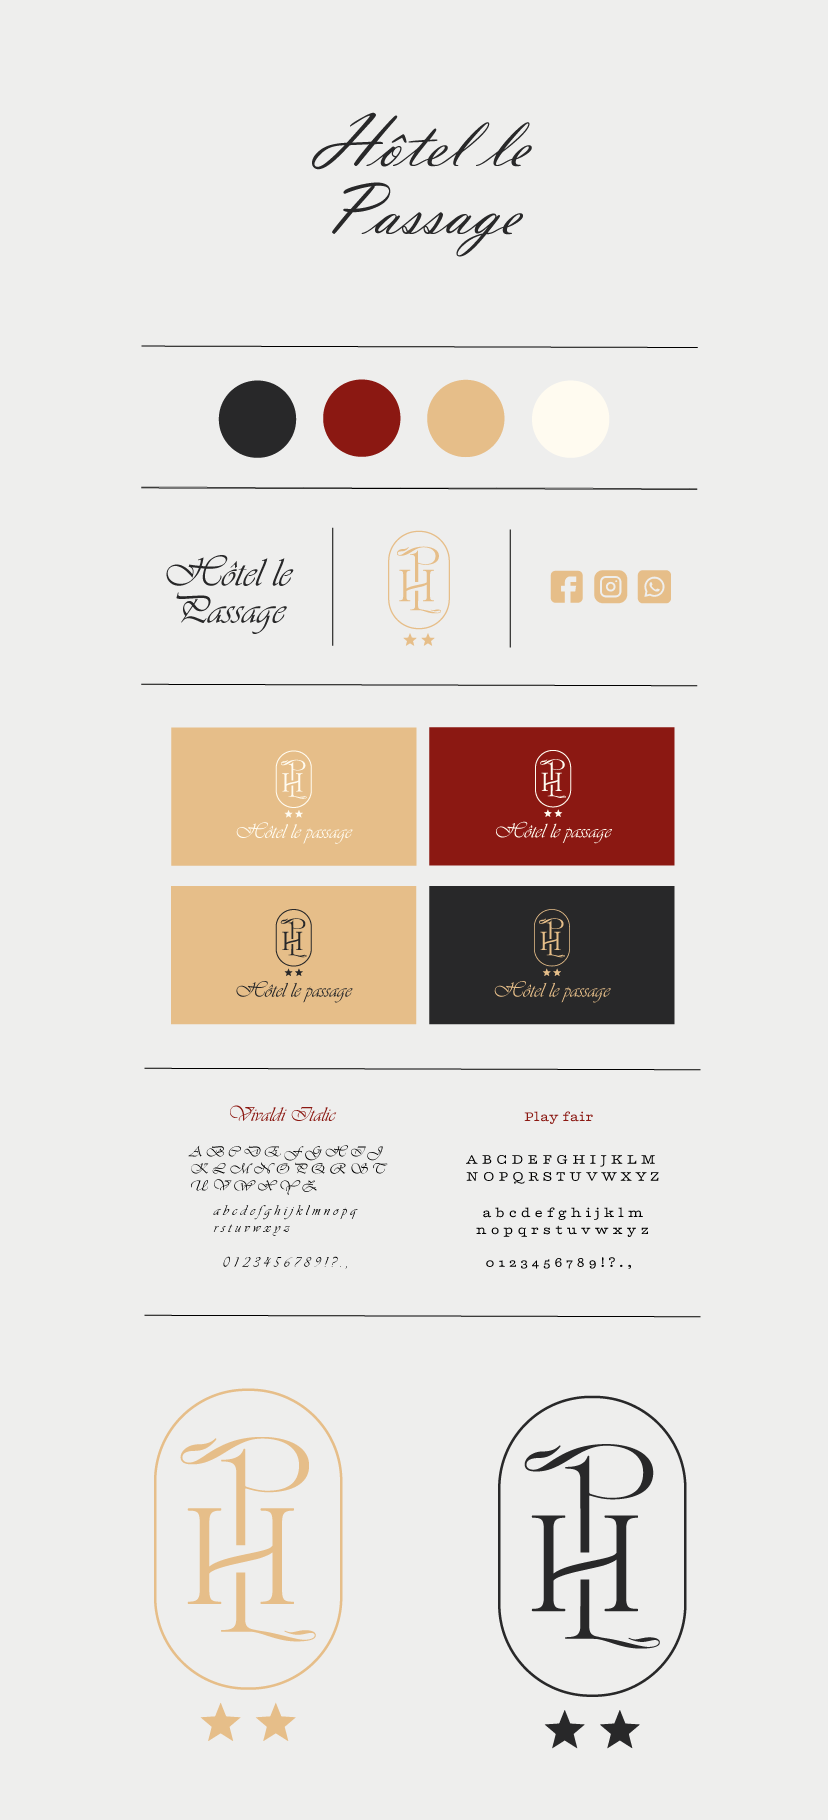 Hôtel le
Passage
Hôtel le
Passage
PHL
Hôtel le passage
PHL
Hôtel le passage
PHL
Hôtel le passage
PHL
Hôtel le passage
PHL
Vivaldi Italic
A B C D E F G H I J
K L M N O P Q R S T
U V W X Y Z
a b c d e f g h i j k l m n o p q
r s t u v w x y z
0 1 2 3 4 5 6 7 8 9 ! ? . ,
Play fair
A B C D E F G H I J K L M
N O P Q R S T U V W X Y Z
a b c d e f g h i j k l m
n o p q r s t u v w x y z
0 1 2 3 4 5 6 7 8 9 ! ? . ,
PHL
PHL